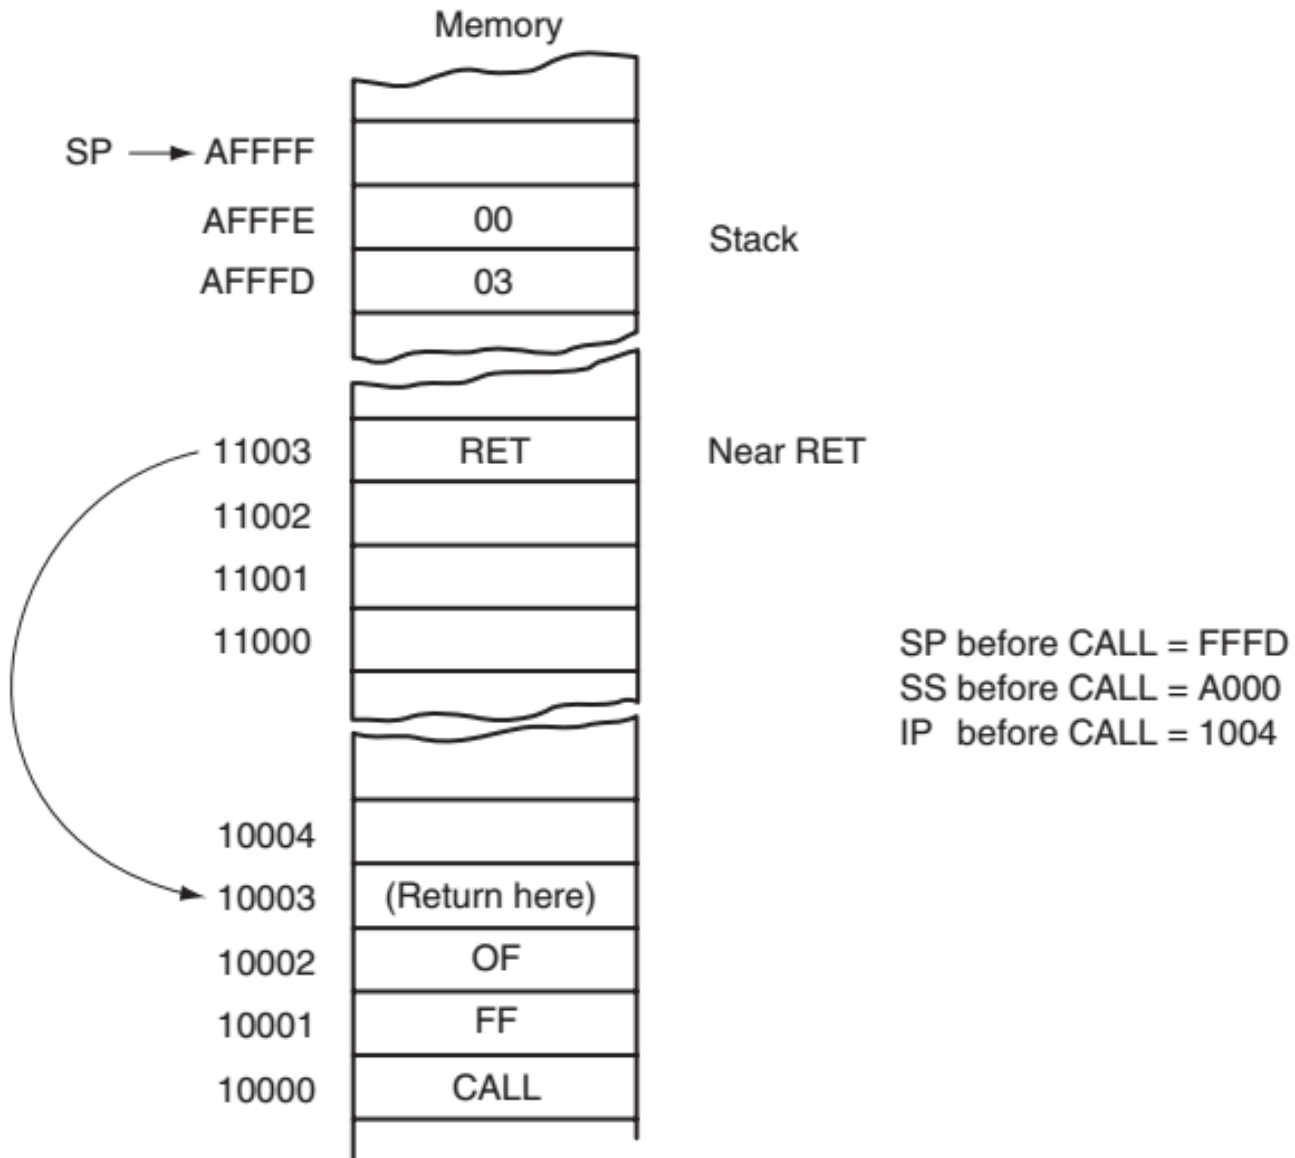 Memory
SP AFFFF
AFFFE 00
Stack
AFFFD 03
11003 RET Near RET
11002
11001
11000
SP before CALL = FFFD
SS before CALL = A000
IP before CALL = 1004
10004
10003 (Return here)
10002 OF
10001 FF
10000 CALL